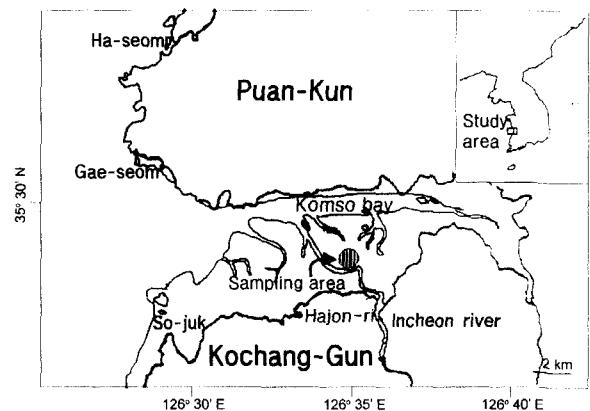 Ha-seom
Puan-Kun
Study
area
Gae-seom
35° 30' N
Komso bay
Sampling area
So-juk
Hajon-ri
Incheon river
Kochang-Gun
2 km
126° 30' E
126° 35' E
126° 40' E